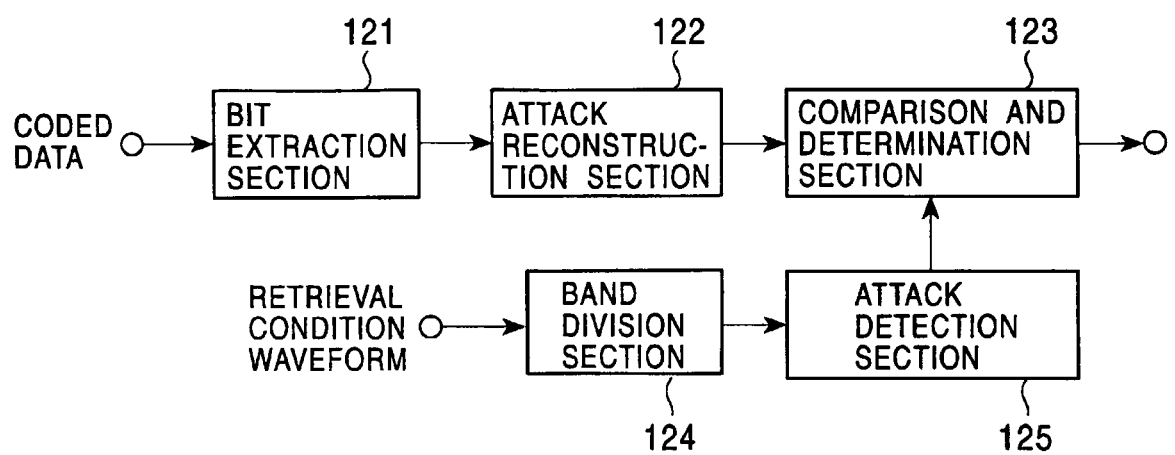 121
122
123
CODED
DATA
BIT
EXTRACTION
SECTION
ATTACK
RECONSTRUC-
TION SECTION
COMPARISON AND
DETERMINATION
SECTION
RETRIEVAL
CONDITION
WAVEFORM
BAND
DIVISION
SECTION
ATTACK
DETECTION
SECTION
124
125